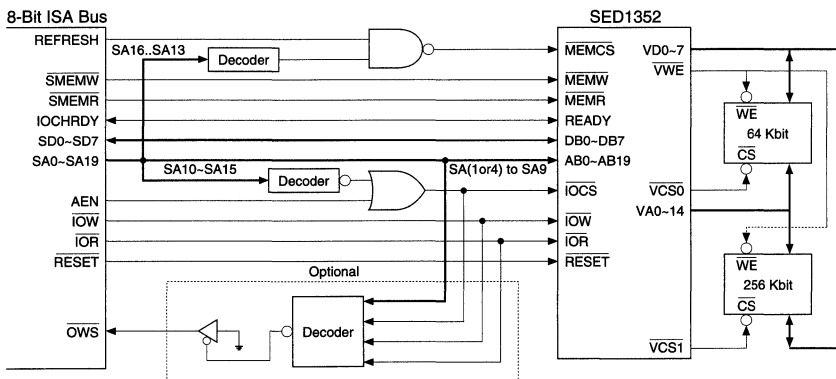 8-Bit ISA Bus
SED1352
REFRESH
SA16..SA13
Decoder
MEMCS
VD0~7
SMEMW
MEMW
VWE
SMEMR
MEMR
WE
64 Kbit
CS
IOCHRDY
READY
SD0~SD7
DB0~DB7
SA0~SA19
SA(1or4) to SA9
AB0~AB19
SA10~SA15
Decoder
IOCS
VCS0
AEN
VA0~14
IOW
IOW
IOR
IOR
RESET
RESET
WE
256 Kbit
CS
Optional
Decoder
OWS
VCS1